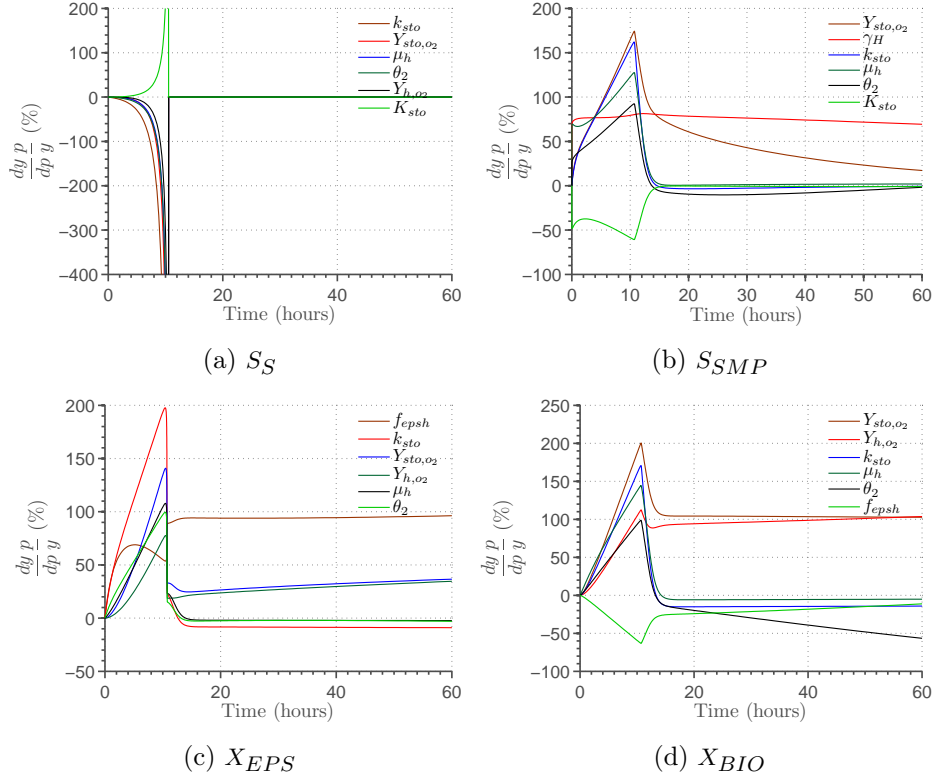 200
100
0
−100
−200
−300
−400
0 20 40 60
Time (hours)
dy p
dp y (%)
k_sto
Y_sto,o2
μ_h
θ_2
Y_h,o2
K_sto
(a) S_S
200
150
100
50
0
−50
−100
0 10 20 30 40 50 60
Time (hours)
dy p
dp y (%)
Y_sto,o2
γ_H
k_sto
μ_h
θ_2
K_sto
(b) S_SMP
200
150
100
50
0
−50
0 20 40 60
Time (hours)
dy p
dp y (%)
f_epsh
k_sto
Y_sto,o2
Y_h,o2
μ_h
θ_2
(c) X_EPS
250
200
150
100
50
0
−50
−100
0 20 40 60
Time (hours)
dy p
dp y (%)
Y_sto,o2
Y_h,o2
k_sto
μ_h
θ_2
f_epsh
(d) X_BIO